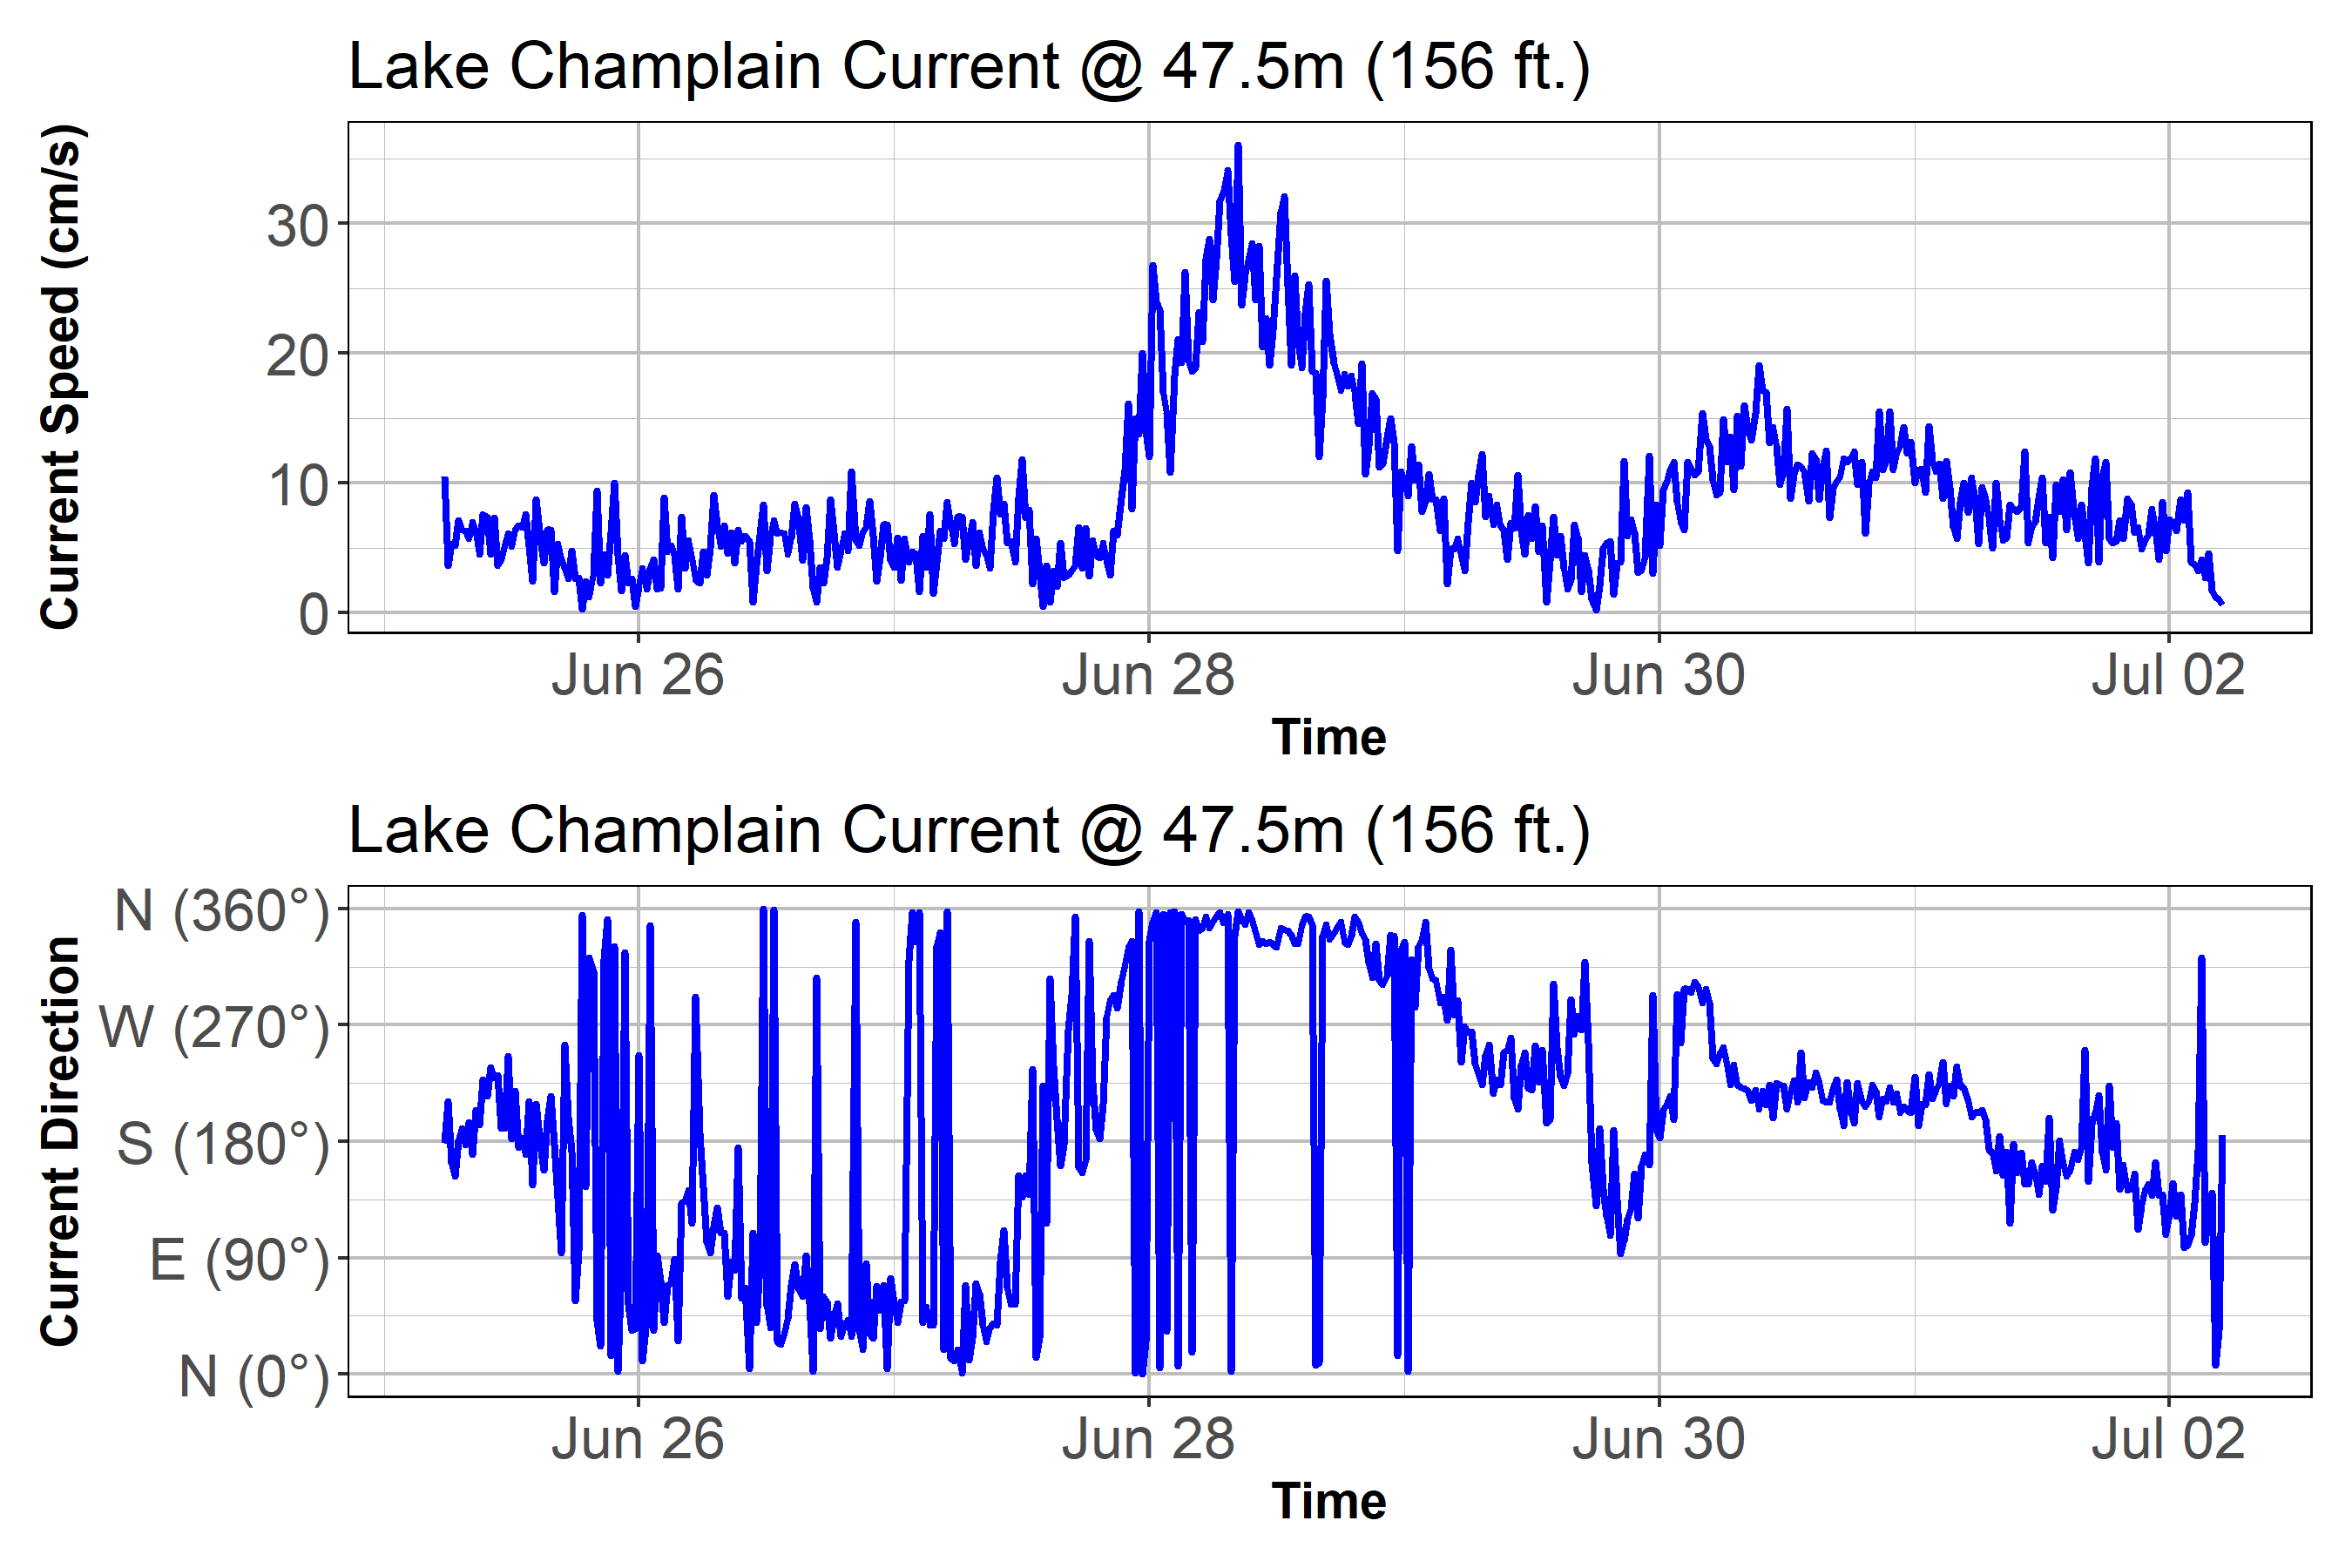 Lake Champlain Current @ 47.5m (156 ft.)
Current Speed (cm/s)
30
20
10
0
Jun 26 Jun 28 Jun 30 Jul 02
Time
Lake Champlain Current @ 47.5m (156 ft.)
Current Direction
N (360°)
W (270°)
S (180°)
E (90°)
N (0°)
Jun 26 Jun 28 Jun 30 Jul 02
Time